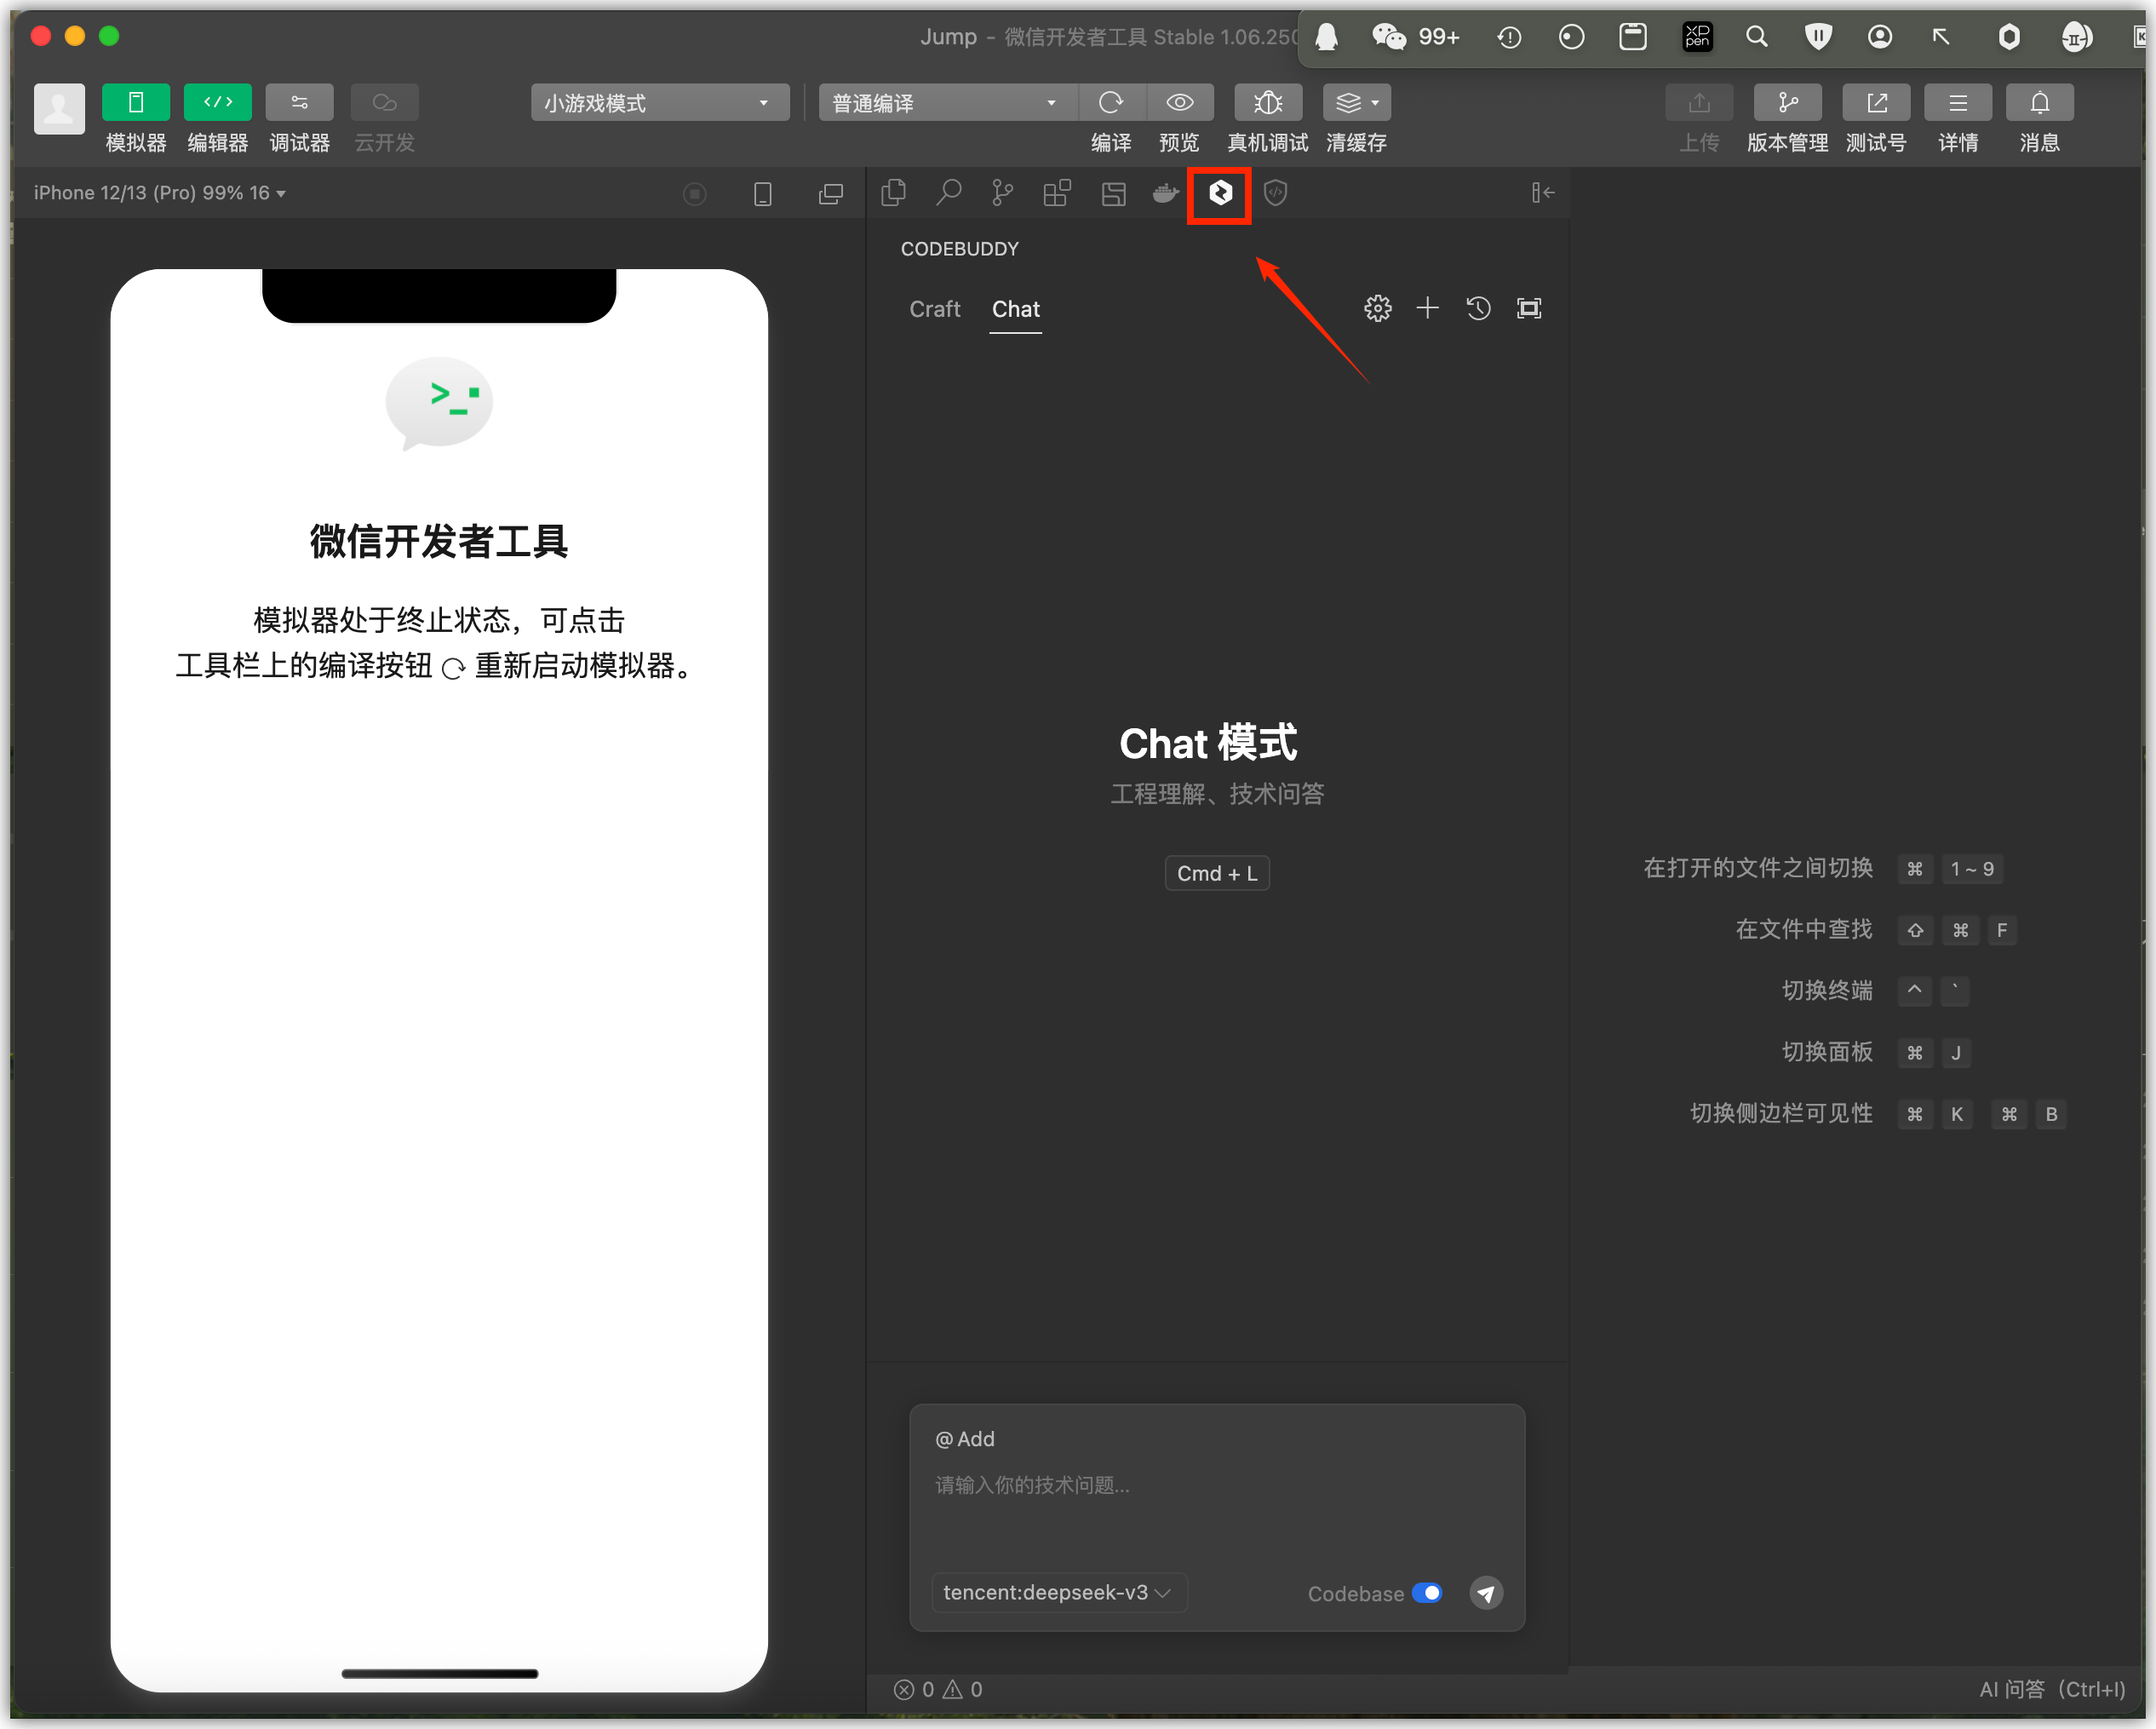 Jump - 微信开发者工具 Stable 1.06.250
99+
XP
pen
模拟器 编辑器 调试器 云开发
小游戏模式 普通编译
编译 预览 真机调试 清缓存
上传 版本管理 测试号 详情 消息
iPhone 12/13 (Pro) 99% 16
CODEBUDDY
Craft Chat
微信开发者工具
模拟器处于终止状态，可点击
工具栏上的编译按钮 重新启动模拟器。
Chat 模式
工程理解、技术问答
Cmd + L
在打开的文件之间切换 ⌘ 1 ~ 9
在文件中查找 ⇧ ⌘ F
切换终端 ^ `
切换面板 ⌘ J
切换侧边栏可见性 ⌘ K ⌘ B
@ Add
请输入你的技术问题...
tencent:deepseek-v3
Codebase
0 0
AI 问答（Ctrl+I）